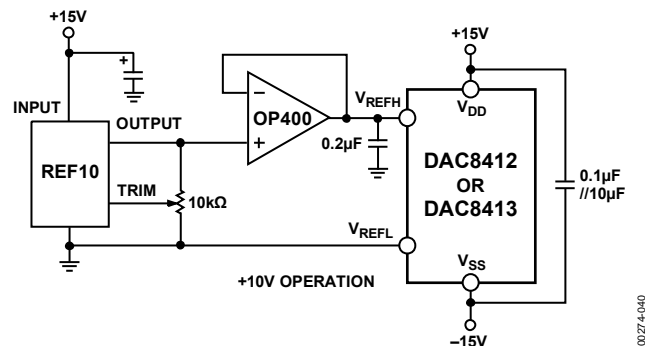 +15V
+
INPUT
OUTPUT
REF10
TRIM
10kΩ
−
+
OP400
VREFH
0.2µF
+15V
VDD
DAC8412
OR
DAC8413
0.1µF
//10µF
VREFL
VSS
+10V OPERATION
–15V
00274-040